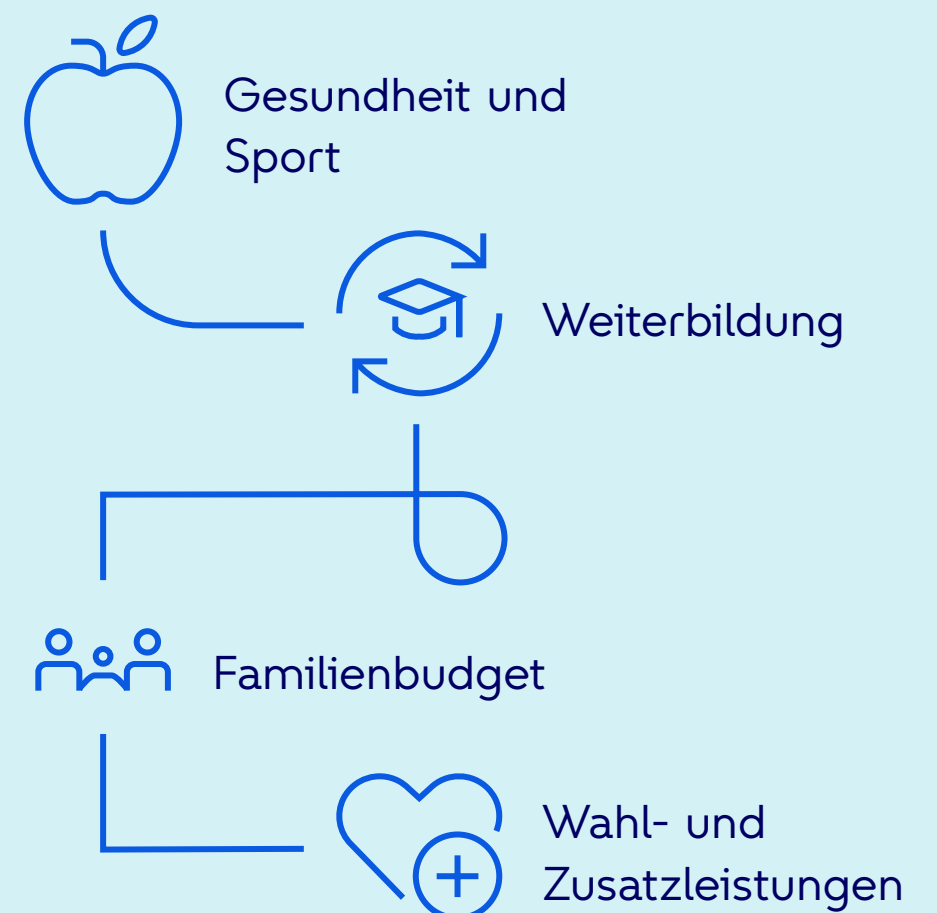 Gesundheit und
Sport
Weiterbildung
Familienbudget
Wahl- und
Zusatzleistungen